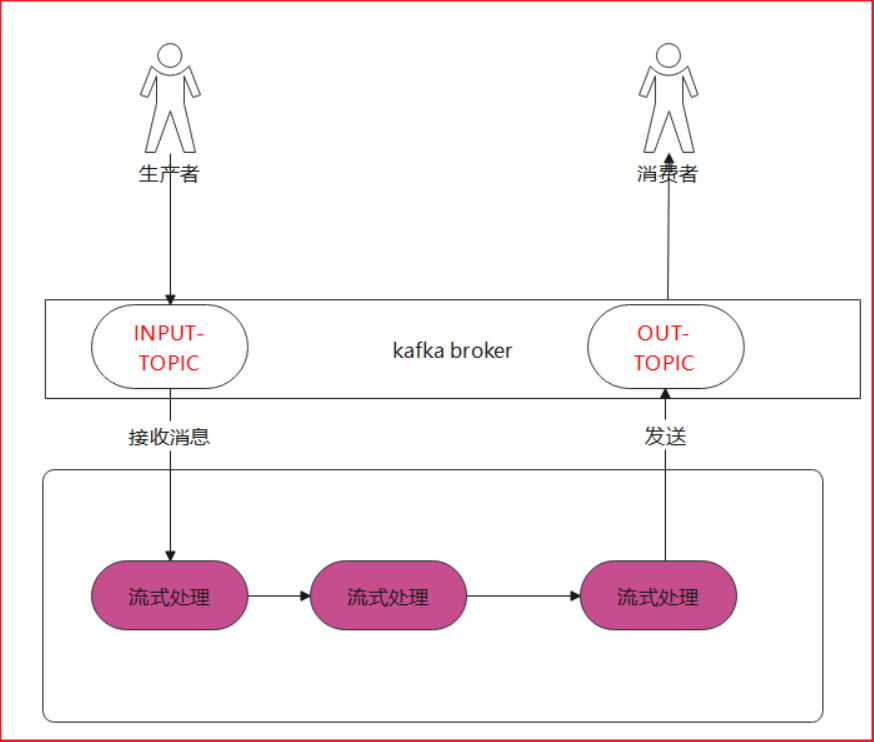 生产者
消费者
INPUT-
TOPIC
kafka broker
OUT-
TOPIC
接收消息
发送
流式处理
流式处理
流式处理